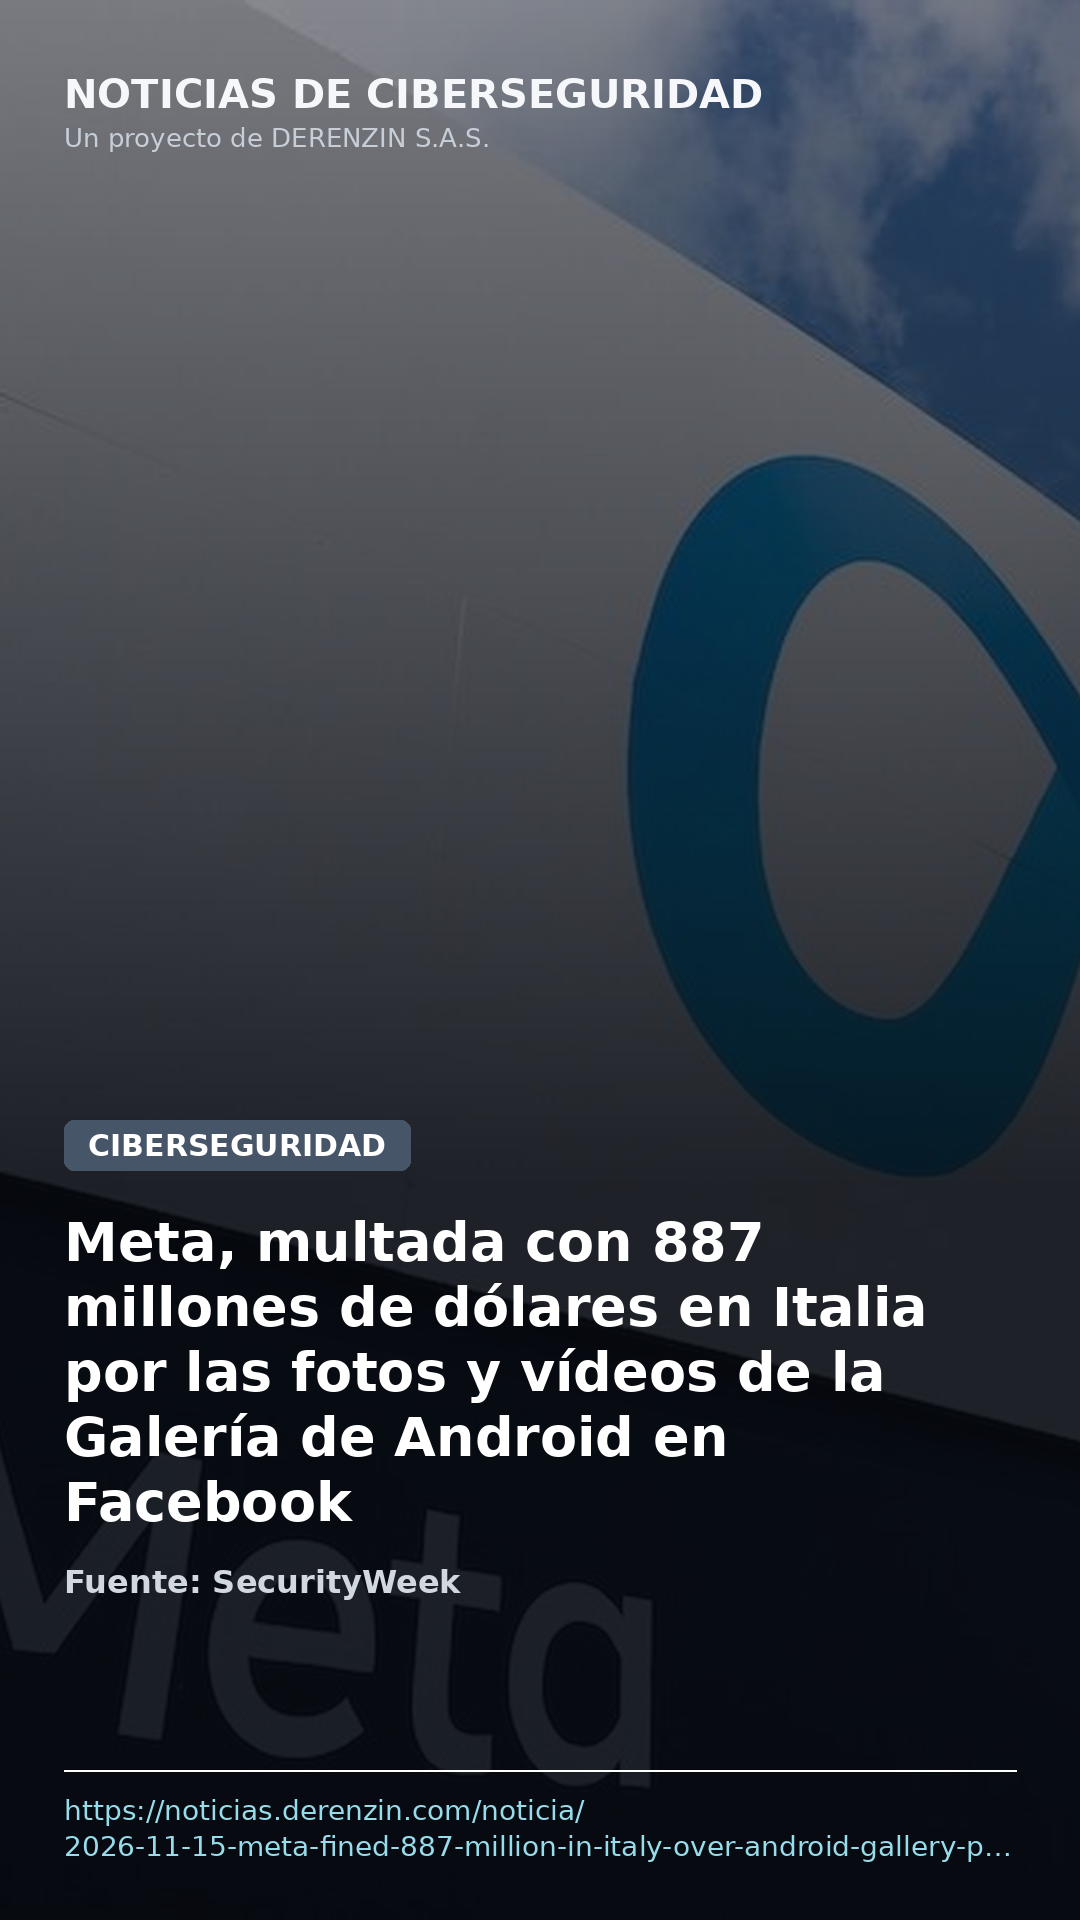 NOTICIAS DE CIBERSEGURIDAD
Un proyecto de DERENZIN S.A.S.
CIBERSEGURIDAD
Meta, multada con 887
millones de dólares en Italia
por las fotos y vídeos de la
Galería de Android en
Facebook
Fuente: SecurityWeek
Meta
https://noticias.derenzin.com/noticia/
2026-11-15-meta-fined-887-million-in-italy-over-android-gallery-p...